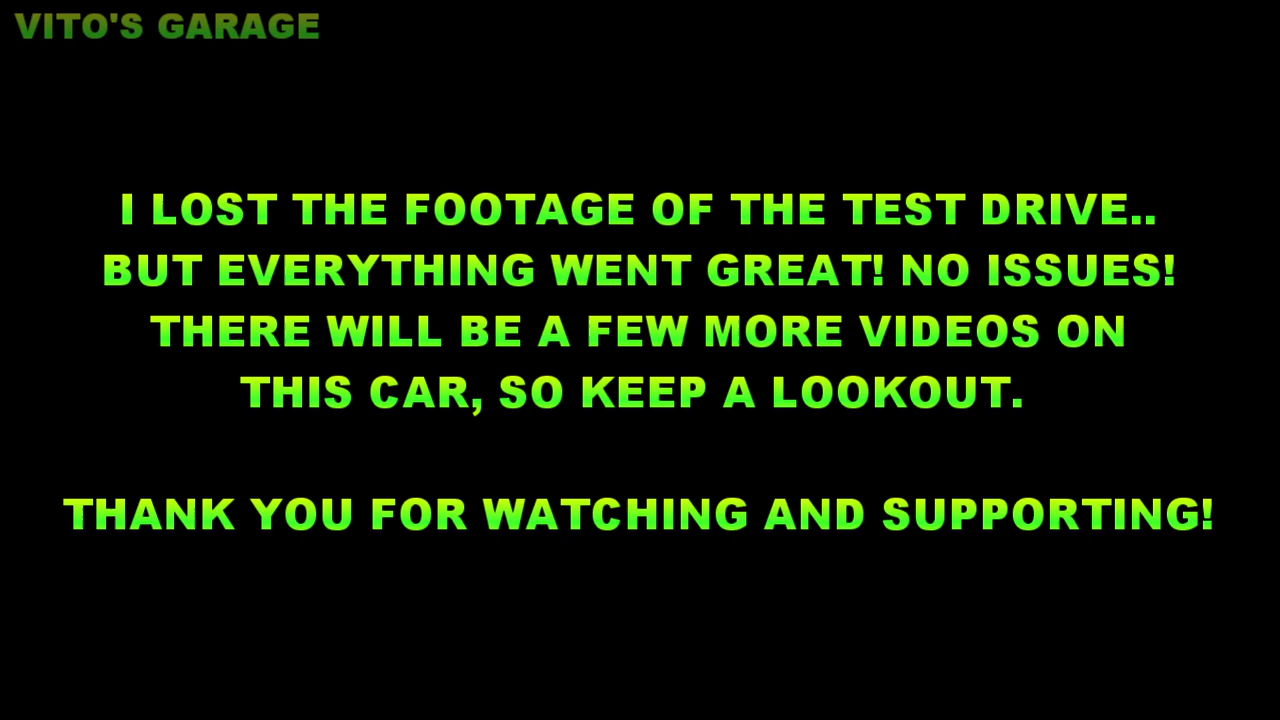 VITO'S GARAGE
I LOST THE FOOTAGE OF THE TEST DRIVE..
BUT EVERYTHING WENT GREAT! NO ISSUES!
THERE WILL BE A FEW MORE VIDEOS ON
THIS CAR, SO KEEP A LOOKOUT.
THANK YOU FOR WATCHING AND SUPPORTING!